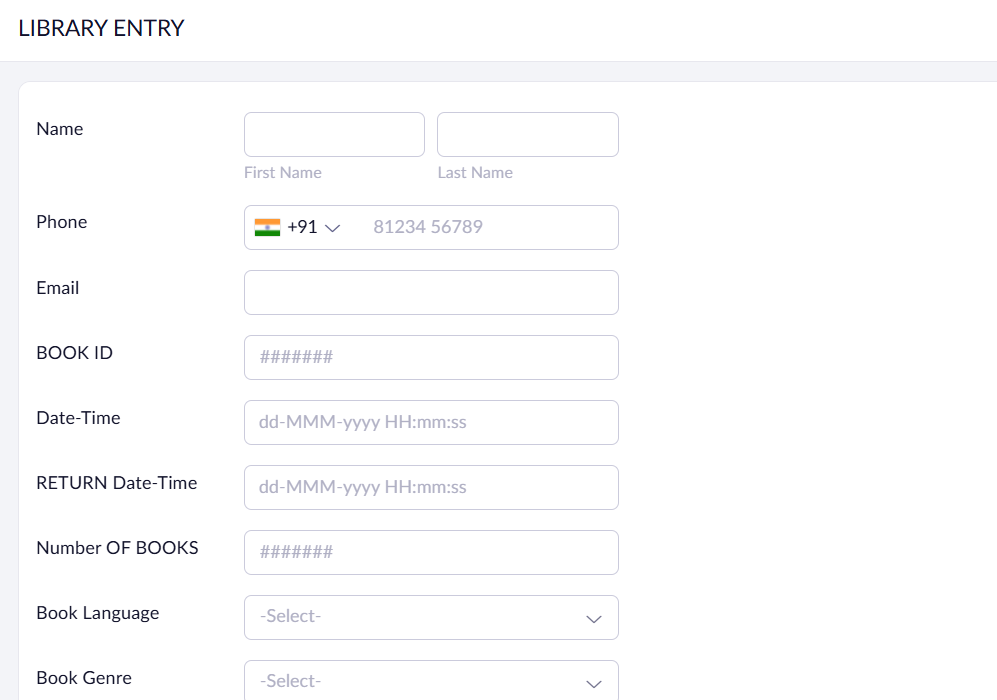 LIBRARY ENTRY
Name
First Name Last Name
Phone +91 81234 56789
Email
BOOK ID #######
Date-Time dd-MMM-yyyy HH:mm:ss
RETURN Date-Time dd-MMM-yyyy HH:mm:ss
Number OF BOOKS #######
Book Language -Select-
Book Genre -Select-